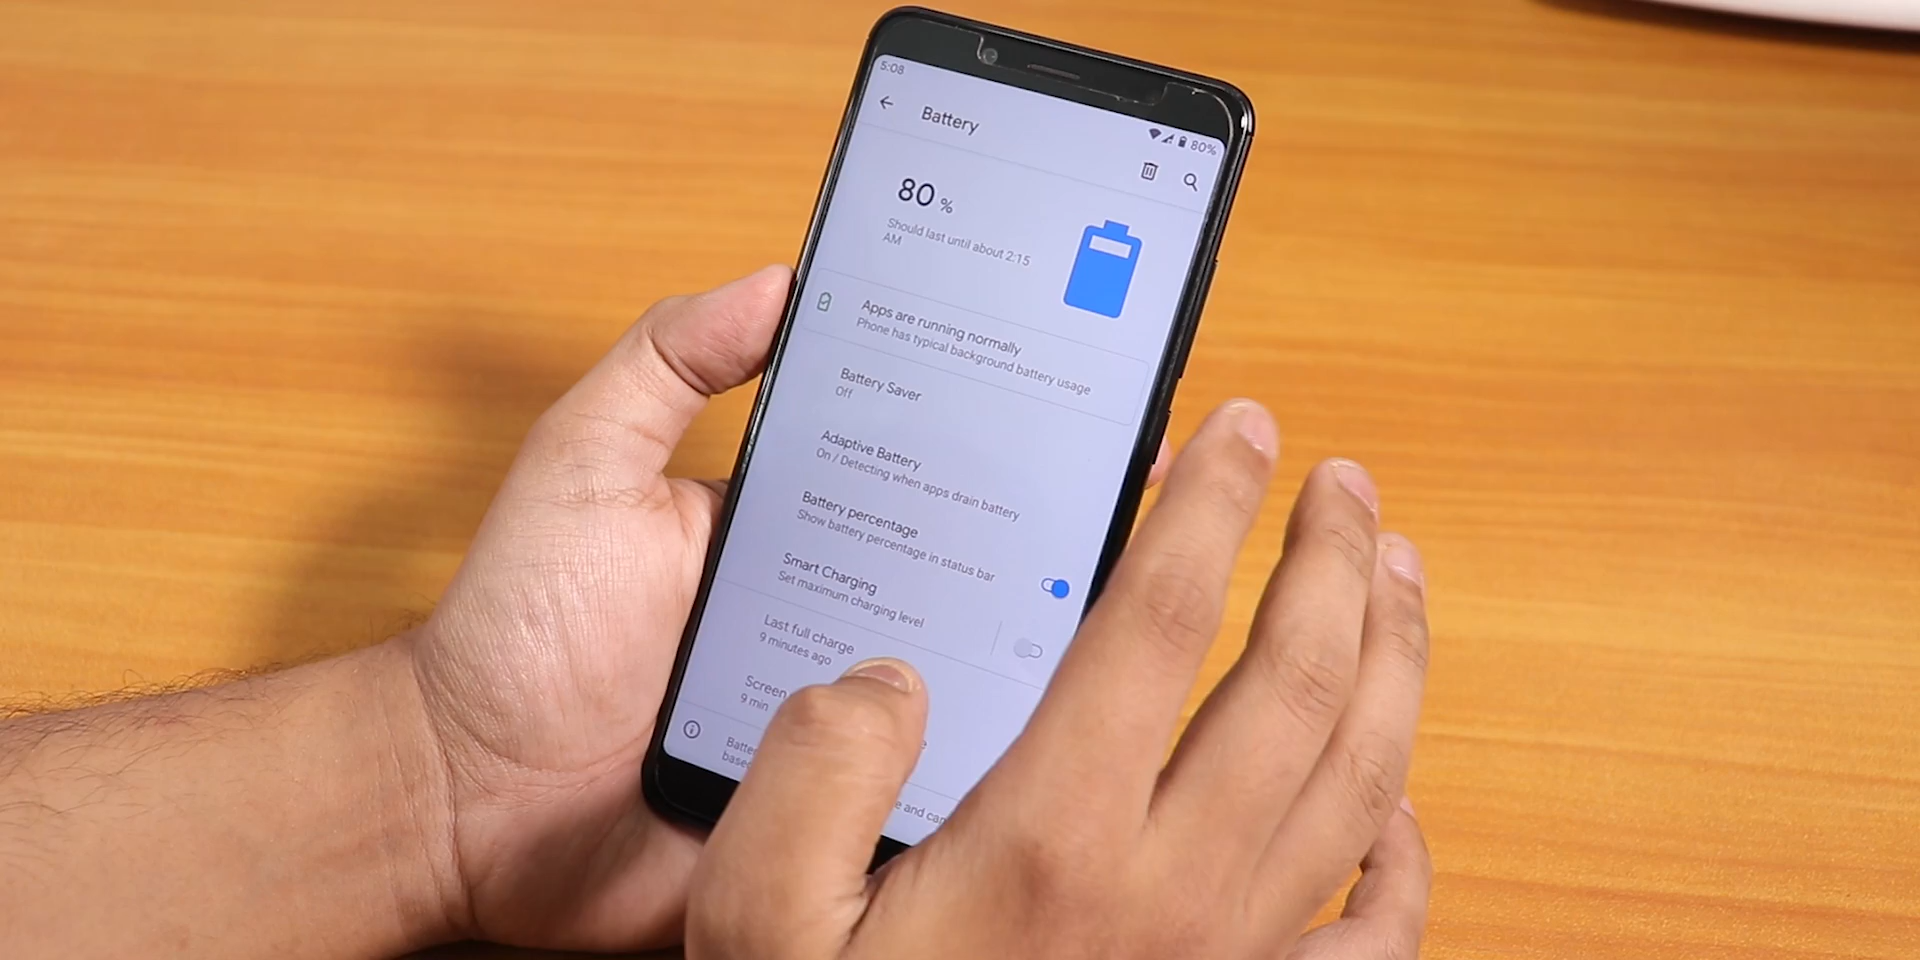 5:08
80%
Battery
80 %
Should last until about 2:15
AM
Apps are running normally
Phone has typical background battery usage
Battery Saver
Off
Adaptive Battery
On / Detecting when apps drain battery
Battery percentage
Show battery percentage in status bar
Smart Charging
Set maximum charging level
Last full charge
9 minutes ago
Screen
9 min
and can